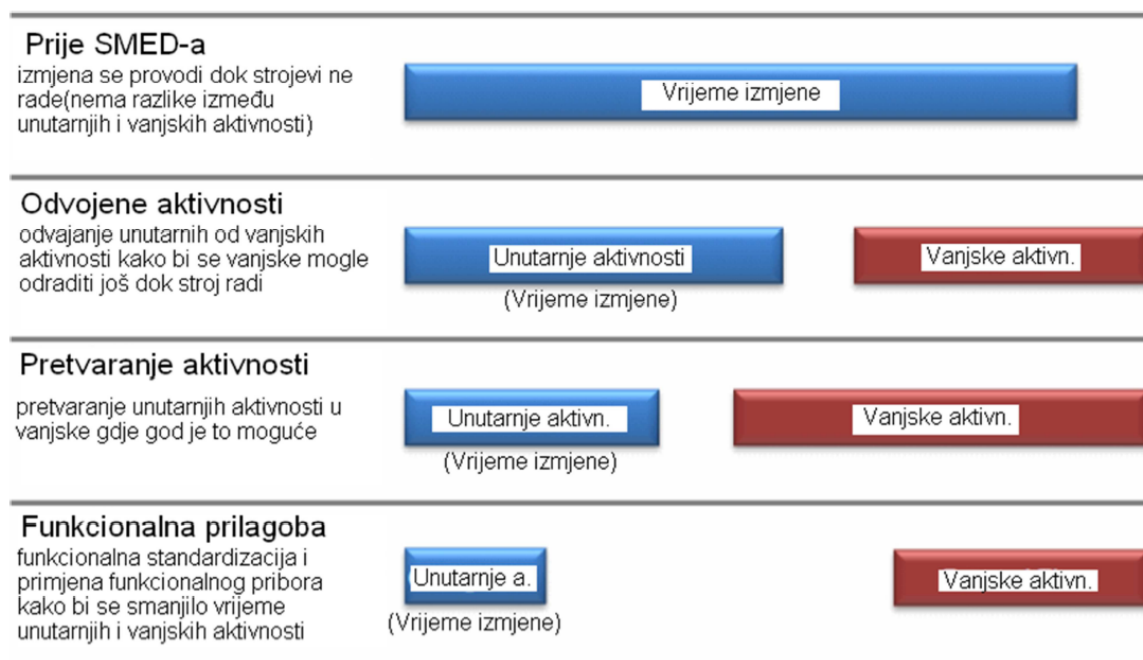 Prije SMED-a
izmjena se provodi dok strojevi ne
rade(nema razlike između
unutarnjih i vanjskih aktivnosti)
Vrijeme izmjene
Odvojene aktivnosti
odvajanje unutarnih od vanjskih
aktivnosti kako bi se vanjske mogle
odraditi još dok stroj radi
Unutarnje aktivnosti
(Vrijeme izmjene)
Vanjske aktivn.
Pretvaranje aktivnosti
pretvaranje unutarnjih aktivnosti u
vanjske gdje god je to moguće
Unutarnje aktivn.
(Vrijeme izmjene)
Vanjske aktivn.
Funkcionalna prilagoba
funkcionalna standardizacija i
primjena funkcionalnog pribora
kako bi se smanjilo vrijeme
unutarnjih i vanjskih aktivnosti
Unutarnje a.
(Vrijeme izmjene)
Vanjske aktivn.